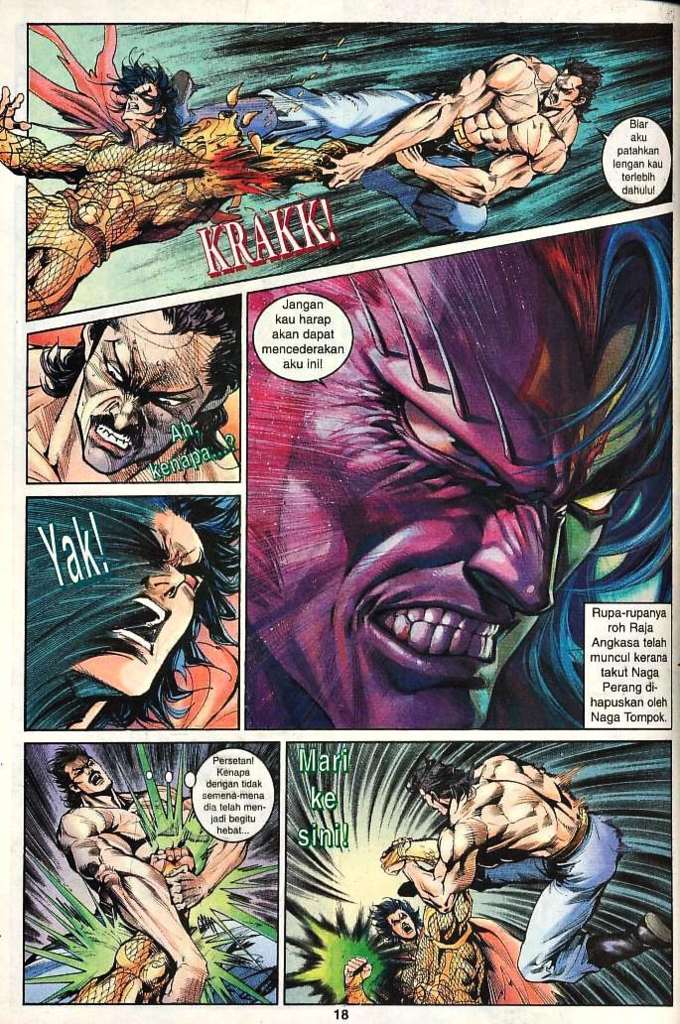 Biar
aku
patahkan
lengan kau
terlebih
dahulu!
KRAKK!
Jangan
kau harap
akan dapat
mencederakan
aku ini!
Ah,
kenapa...?
Yak!
Rupa-rupanya
roh Raja
Angkasa telah
muncul kerana
takut Naga
Perang di-
hapuskan oleh
Naga Tompok.
Persetan!
Kenapa
dengan tidak
semena-mena
dia telah men-
jadi begitu
hebat...
Mari
ke
sini!
18